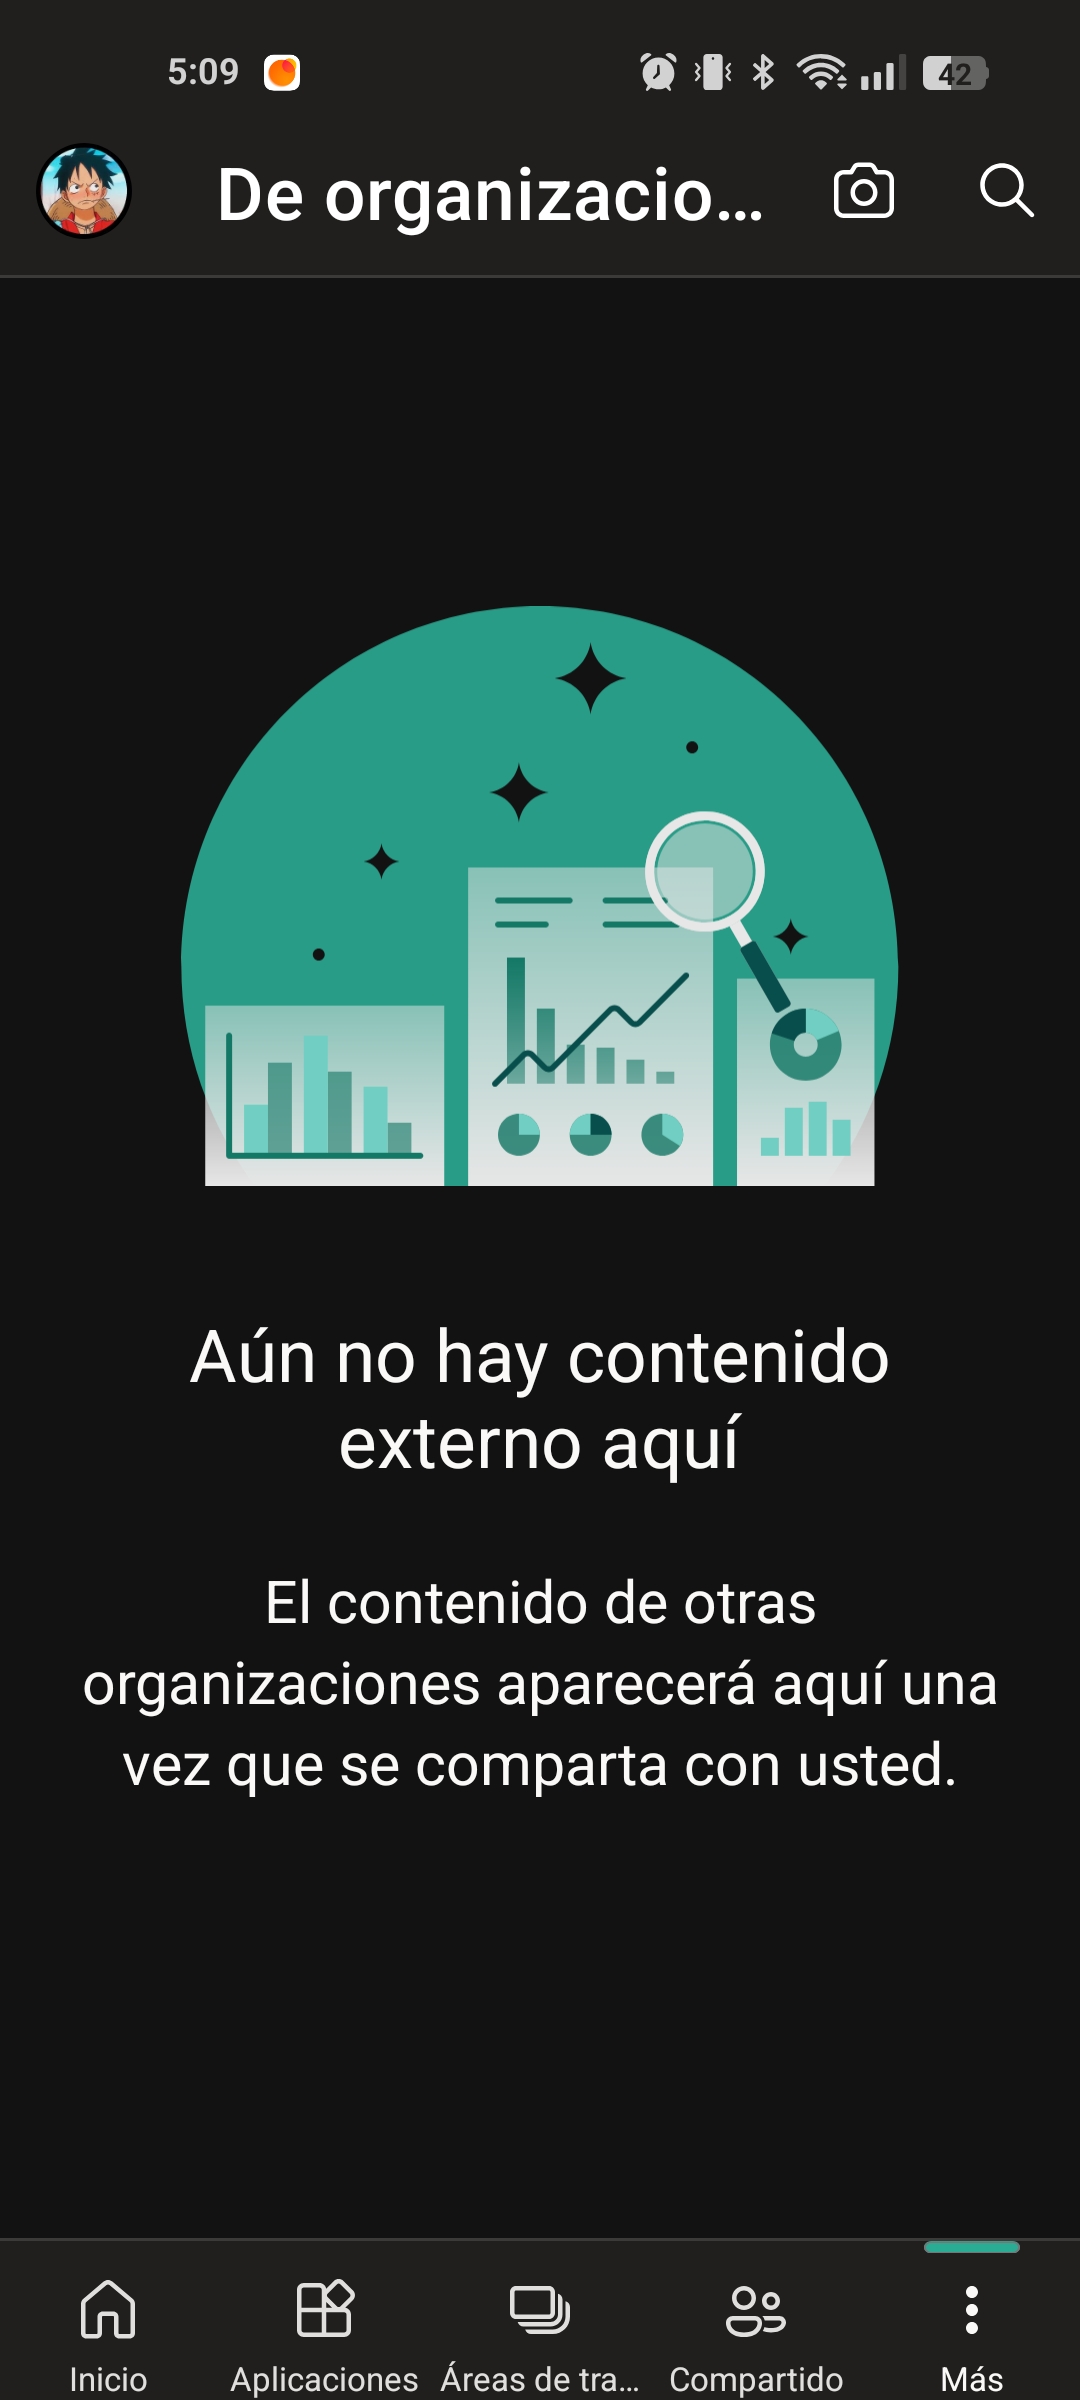 5:09
42
De organizacio...
Aún no hay contenido
externo aquí
El contenido de otras
organizaciones aparecerá aquí una
vez que se comparta con usted.
Inicio
Aplicaciones
Áreas de tra...
Compartido
Más